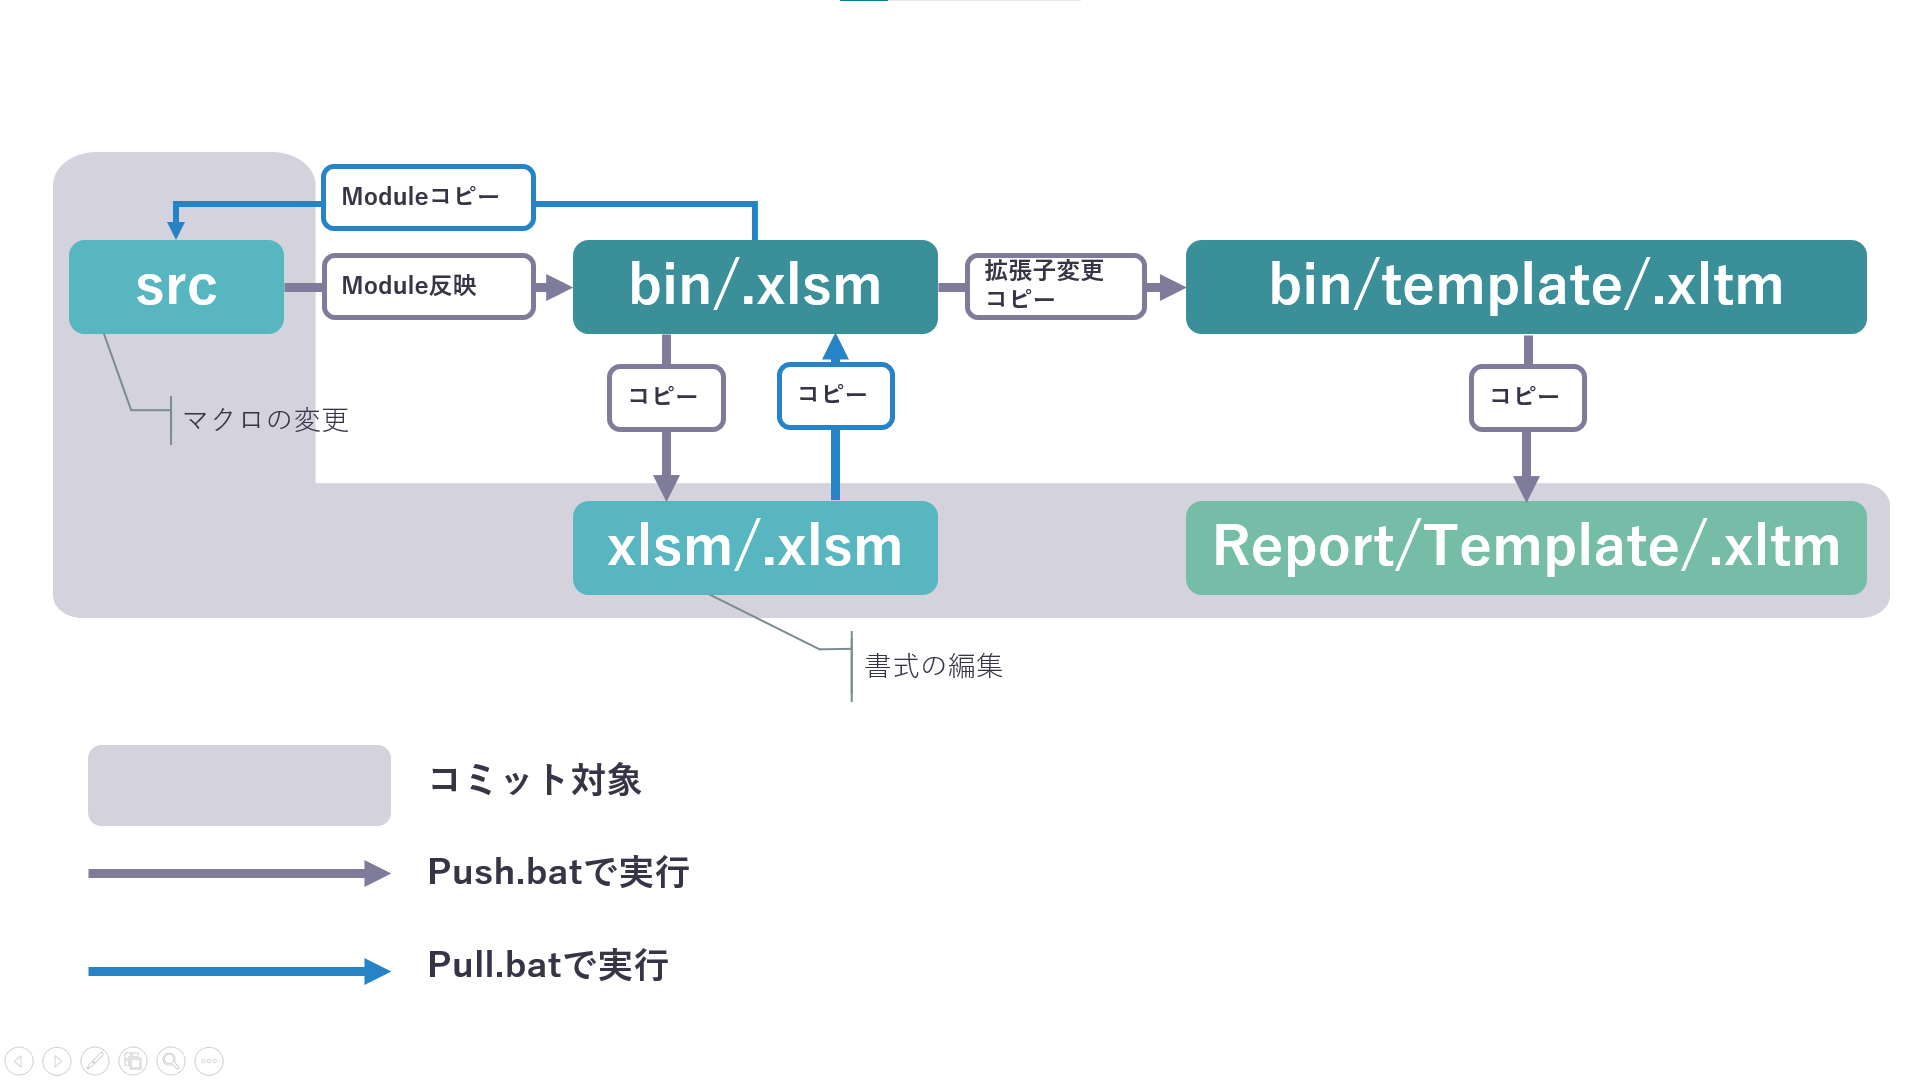 Moduleコピー
src
Module反映
bin/.xlsm
拡張子変更
コピー
bin/template/.xltm
コピー
コピー
コピー
マクロの変更
xlsm/.xlsm
Report/Template/.xltm
書式の編集
コミット対象
Push.batで実行
Pull.batで実行